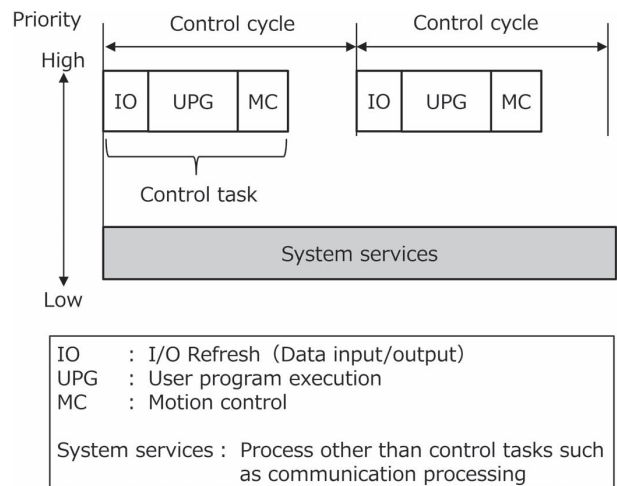 Priority
Control cycle
Control cycle
High
IO UPG MC
IO UPG MC
Control task
System services
Low
IO : I/O Refresh（Data input/output）
UPG : User program execution
MC : Motion control
System services : Process other than control tasks such
as communication processing